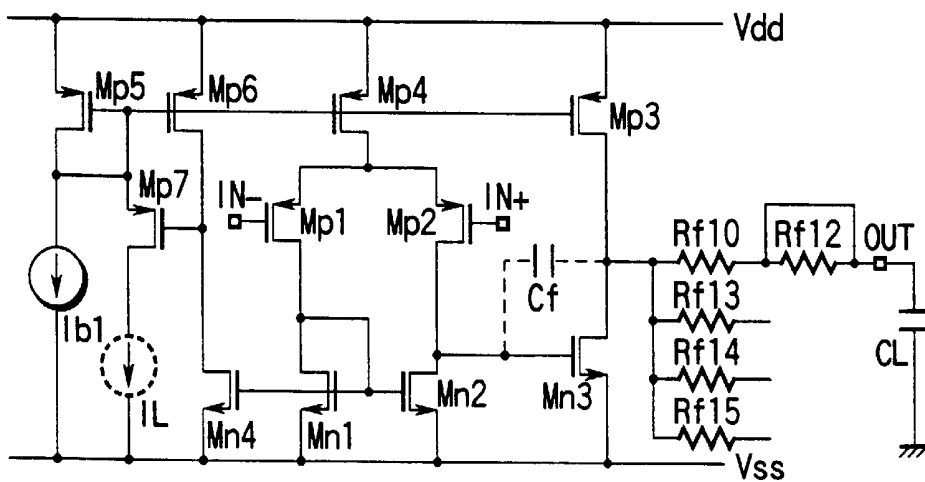 Vdd
Mp5
Mp6
Mp4
Mp3
Mp7
IN-
IN+
Mp1
Mp2
Rf10
Rf12
OUT
Cf
Rf13
Ib1
Rf14
CL
IL
Mn4
Mn1
Mn2
Mn3
Rf15
Vss